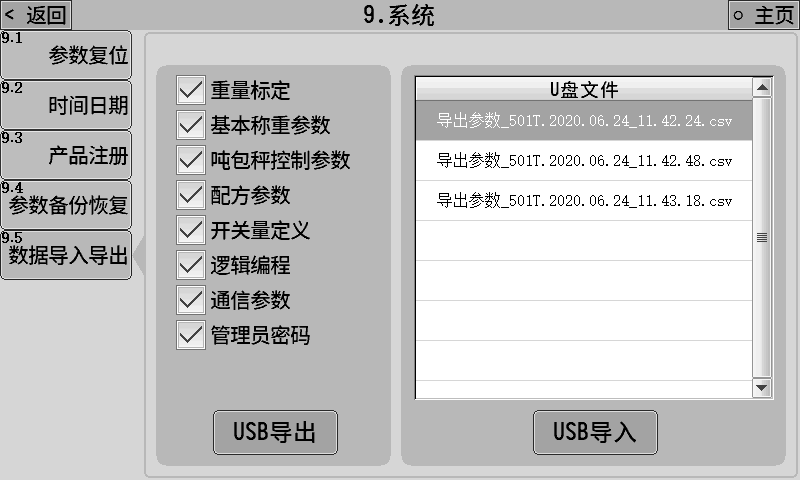 < 返回
9.系统
○ 主页
9.1
参数复位
9.2
时间日期
9.3
产品注册
9.4
参数备份恢复
9.5
数据导入导出
重量标定
基本称重参数
吨包秤控制参数
配方参数
开关量定义
逻辑编程
通信参数
管理员密码
USB导出
U盘文件
导出参数_501T.2020.06.24_11.42.24.csv
导出参数_501T.2020.06.24_11.42.48.csv
导出参数_501T.2020.06.24_11.43.18.csv
USB导入